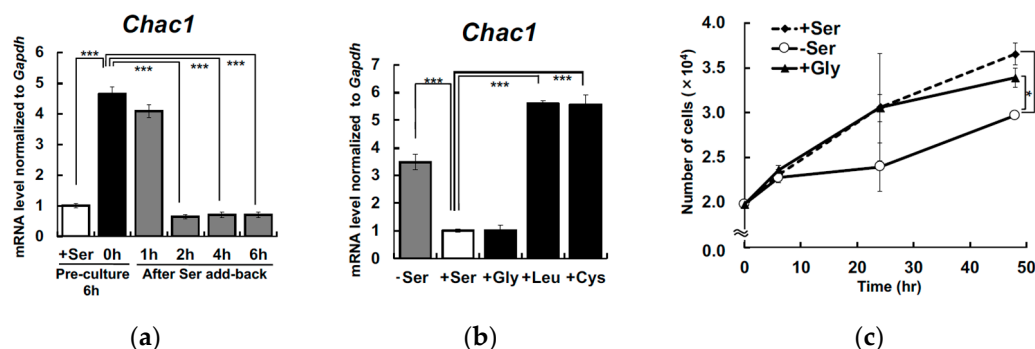 Chac1
mRNA level normalized to Gapdh
6
5
4
3
2
1
0
***
***
***
***
+Ser 0h 1h 2h 4h 6h
Pre-culture After Ser add-back
6h
(a)
Chac1
mRNA level normalized to Gapdh
7
6
5
4
3
2
1
0
***
***
***
-Ser +Ser +Gly +Leu +Cys
(b)
c
Number of cells (×10⁴)
4.0
3.5
3.0
2.5
2.0
0.0
+Ser
-Ser
+Gly
*
0 10 20 30 40 50
Time (hr)
(c)